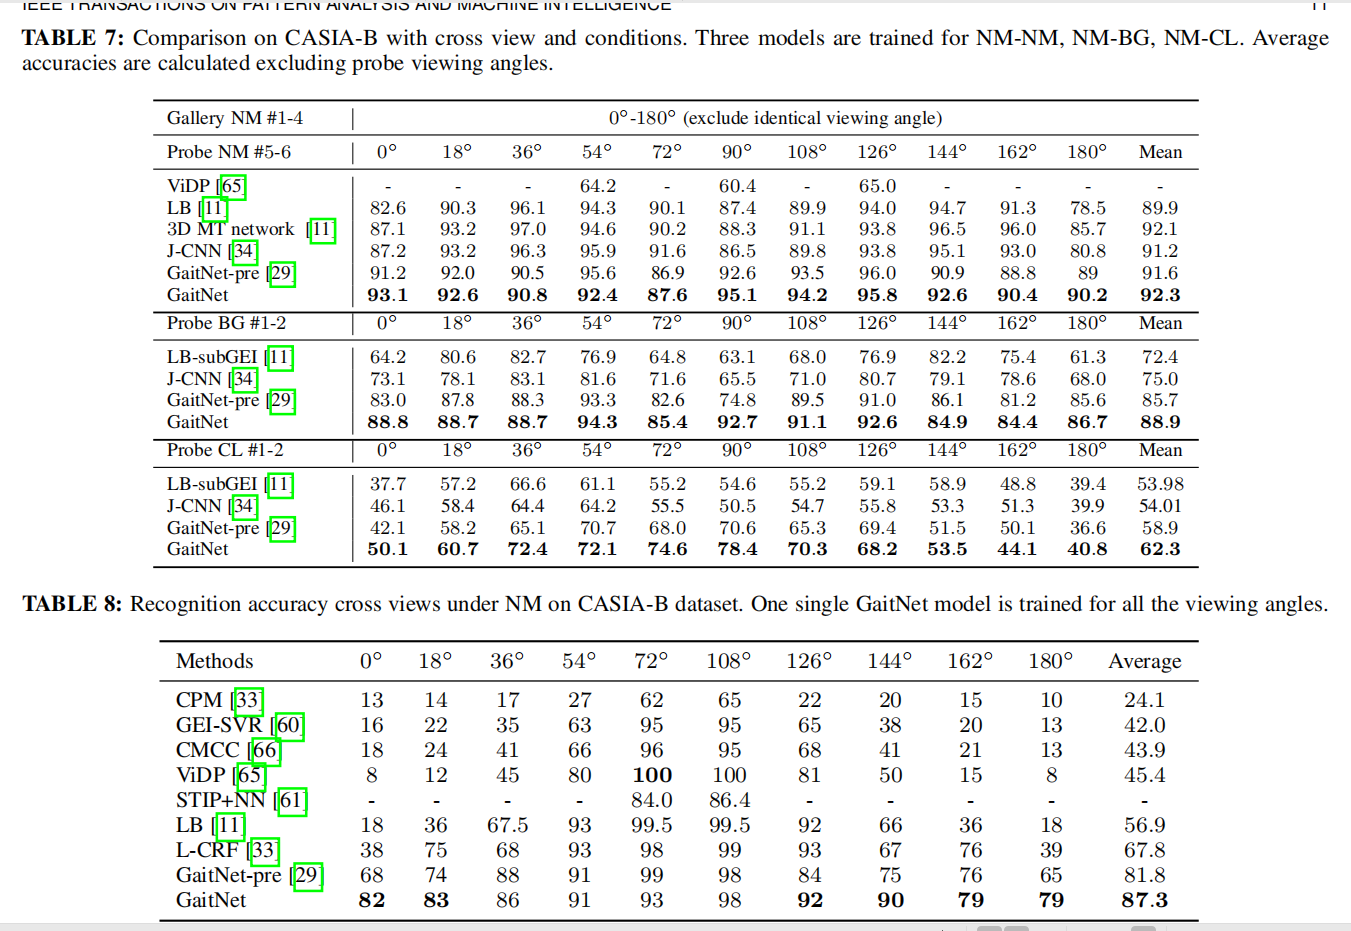 IEEE TRANSACTIONS ON PATTERN ANALYSIS AND MACHINE INTELLIGENCE 11
TABLE 7: Comparison on CASIA-B with cross view and conditions. Three models are trained for NM-NM, NM-BG, NM-CL. Average
accuracies are calculated excluding probe viewing angles.
Gallery NM #1-4 0°-180° (exclude identical viewing angle)
Probe NM #5-6 0° 18° 36° 54° 72° 90° 108° 126° 144° 162° 180° Mean
ViDP [65] - - - 64.2 - 60.4 - 65.0 - - - -
LB [11] 82.6 90.3 96.1 94.3 90.1 87.4 89.9 94.0 94.7 91.3 78.5 89.9
3D MT network [11] 87.1 93.2 97.0 94.6 90.2 88.3 91.1 93.8 96.5 96.0 85.7 92.1
J-CNN [34] 87.2 93.2 96.3 95.9 91.6 86.5 89.8 93.8 95.1 93.0 80.8 91.2
GaitNet-pre [29] 91.2 92.0 90.5 95.6 86.9 92.6 93.5 96.0 90.9 88.8 89 91.6
GaitNet 93.1 92.6 90.8 92.4 87.6 95.1 94.2 95.8 92.6 90.4 90.2 92.3
Probe BG #1-2 0° 18° 36° 54° 72° 90° 108° 126° 144° 162° 180° Mean
LB-subGEI [11] 64.2 80.6 82.7 76.9 64.8 63.1 68.0 76.9 82.2 75.4 61.3 72.4
J-CNN [34] 73.1 78.1 83.1 81.6 71.6 65.5 71.0 80.7 79.1 78.6 68.0 75.0
GaitNet-pre [29] 83.0 87.8 88.3 93.3 82.6 74.8 89.5 91.0 86.1 81.2 85.6 85.7
GaitNet 88.8 88.7 88.7 94.3 85.4 92.7 91.1 92.6 84.9 84.4 86.7 88.9
Probe CL #1-2 0° 18° 36° 54° 72° 90° 108° 126° 144° 162° 180° Mean
LB-subGEI [11] 37.7 57.2 66.6 61.1 55.2 54.6 55.2 59.1 58.9 48.8 39.4 53.98
J-CNN [34] 46.1 58.4 64.4 64.2 55.5 50.5 54.7 55.8 53.3 51.3 39.9 54.01
GaitNet-pre [29] 42.1 58.2 65.1 70.7 68.0 70.6 65.3 69.4 51.5 50.1 36.6 58.9
GaitNet 50.1 60.7 72.4 72.1 74.6 78.4 70.3 68.2 53.5 44.1 40.8 62.3
TABLE 8: Recognition accuracy cross views under NM on CASIA-B dataset. One single GaitNet model is trained for all the viewing angles.
Methods 0° 18° 36° 54° 72° 108° 126° 144° 162° 180° Average
CPM [33] 13 14 17 27 62 65 22 20 15 10 24.1
GEI-SVR [60] 16 22 35 63 95 95 65 38 20 13 42.0
CMCC [66] 18 24 41 66 96 95 68 41 21 13 43.9
ViDP [65] 8 12 45 80 100 100 81 50 15 8 45.4
STIP+NN [61] - - - - 84.0 86.4 - - - - -
LB [11] 18 36 67.5 93 99.5 99.5 92 66 36 18 56.9
L-CRF [33] 38 75 68 93 98 99 93 67 76 39 67.8
GaitNet-pre [29] 68 74 88 91 99 98 84 75 76 65 81.8
GaitNet 82 83 86 91 93 98 92 90 79 79 87.3